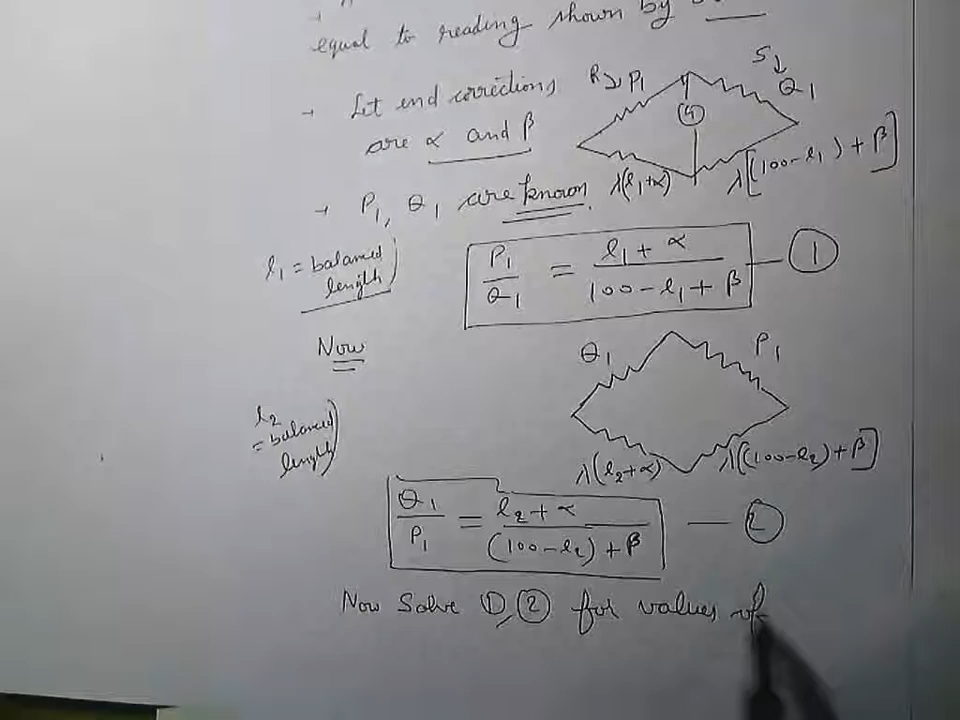 equal to reading shown by
→ Let end corrections
are α and β
R P₁
S
Q₁
G
λ(l₁+α)
λ[(100-l₁)+β]
→ P₁, Q₁ are known.
l₁ = balanced
length
P₁/Q₁ = (l₁ + α)/(100 - l₁ + β) — ①
Now
Q₁
P₁
l₂
= balanced
length
λ(l₂+α)
λ[(100-l₂)+β]
Q₁/P₁ = (l₂ + α)/((100-l₂) + β) — ②
Now Solve ①,② for values of